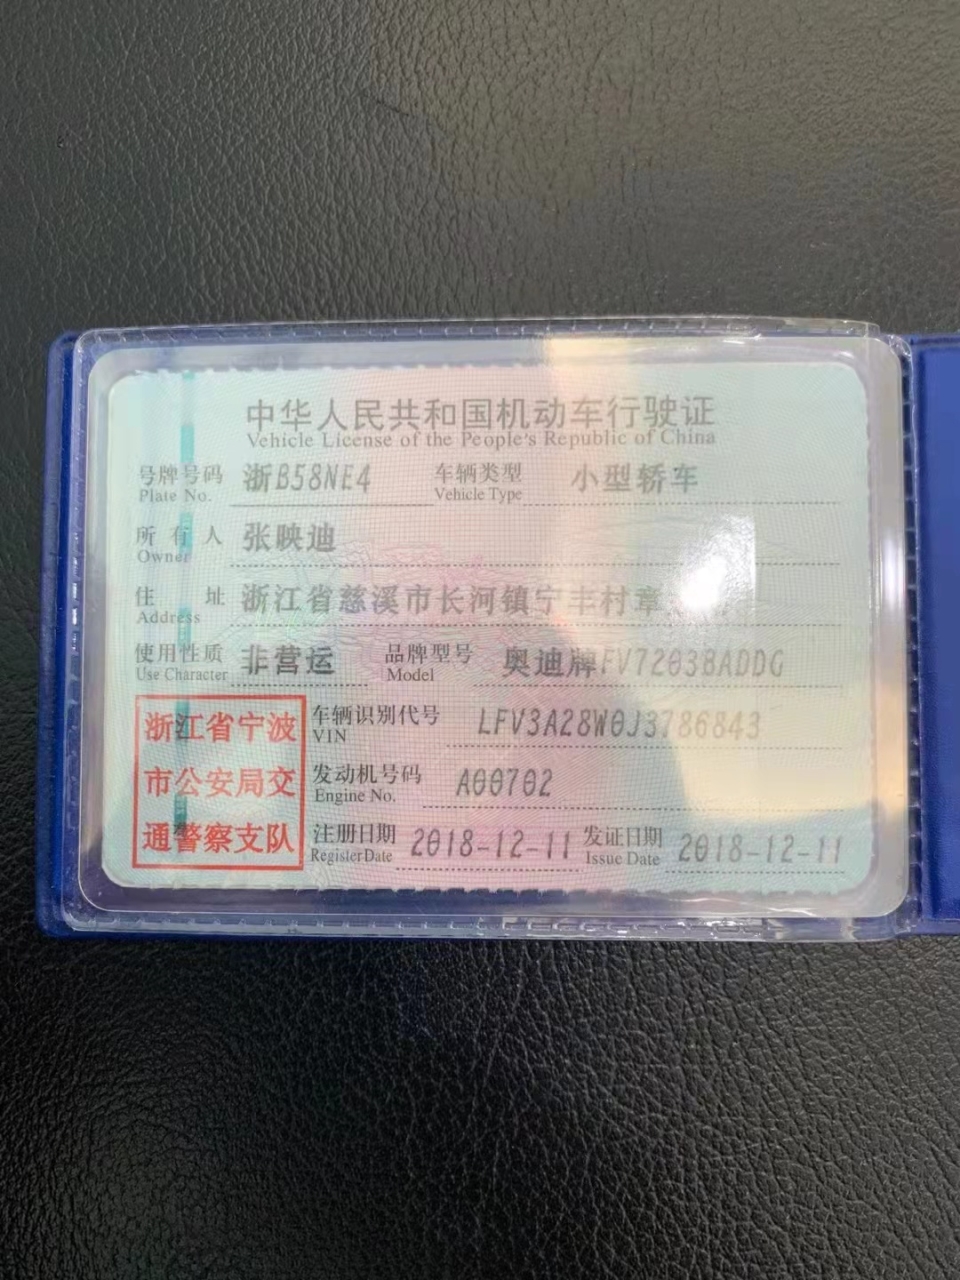 中华人民共和国机动车行驶证
Vehicle License of the People's Republic of China
号牌号码 浙B58NE4 车辆类型 小型轿车
Plate No. Vehicle Type
所有人 张映迪
Owner
住址 浙江省慈溪市长河镇宁丰村章
Address
使用性质 非营运 品牌型号 奥迪牌FV7203BADDG
Use Character Model
浙江省宁波
市公安局交
通警察支队
车辆识别代号 LFV3A28W0J3786843
VIN
发动机号码 A00702
Engine No.
注册日期 2018-12-11 发证日期 2018-12-11
Register Date Issue Date